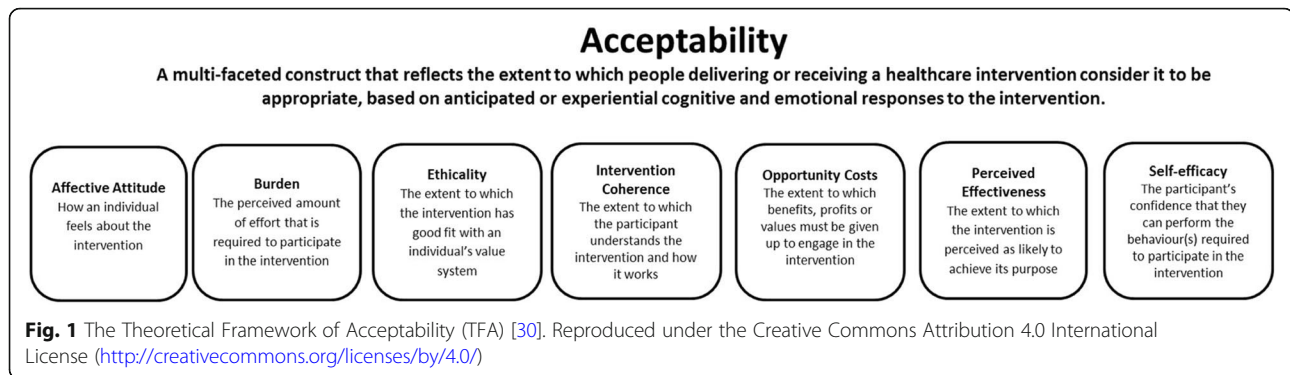 Acceptability
A multi-faceted construct that reflects the extent to which people delivering or receiving a healthcare intervention consider it to be
appropriate, based on anticipated or experiential cognitive and emotional responses to the intervention.
Affective Attitude
How an individual
feels about the
intervention
Burden
The perceived amount
of effort that is
required to participate
in the intervention
Ethicality
The extent to which
the intervention has
good fit with an
individual's value
system
Intervention
Coherence
The extent to which
the participant
understands the
intervention and how
it works
Opportunity Costs
The extent to which
benefits, profits or
values must be given
up to engage in the
intervention
Perceived
Effectiveness
The extent to which
the intervention is
perceived as likely to
achieve its purpose
Self-efficacy
The participant's
confidence that they
can perform the
behaviour(s) required
to participate in the
intervention
Fig. 1 The Theoretical Framework of Acceptability (TFA) [30]. Reproduced under the Creative Commons Attribution 4.0 International
License (http://creativecommons.org/licenses/by/4.0/)